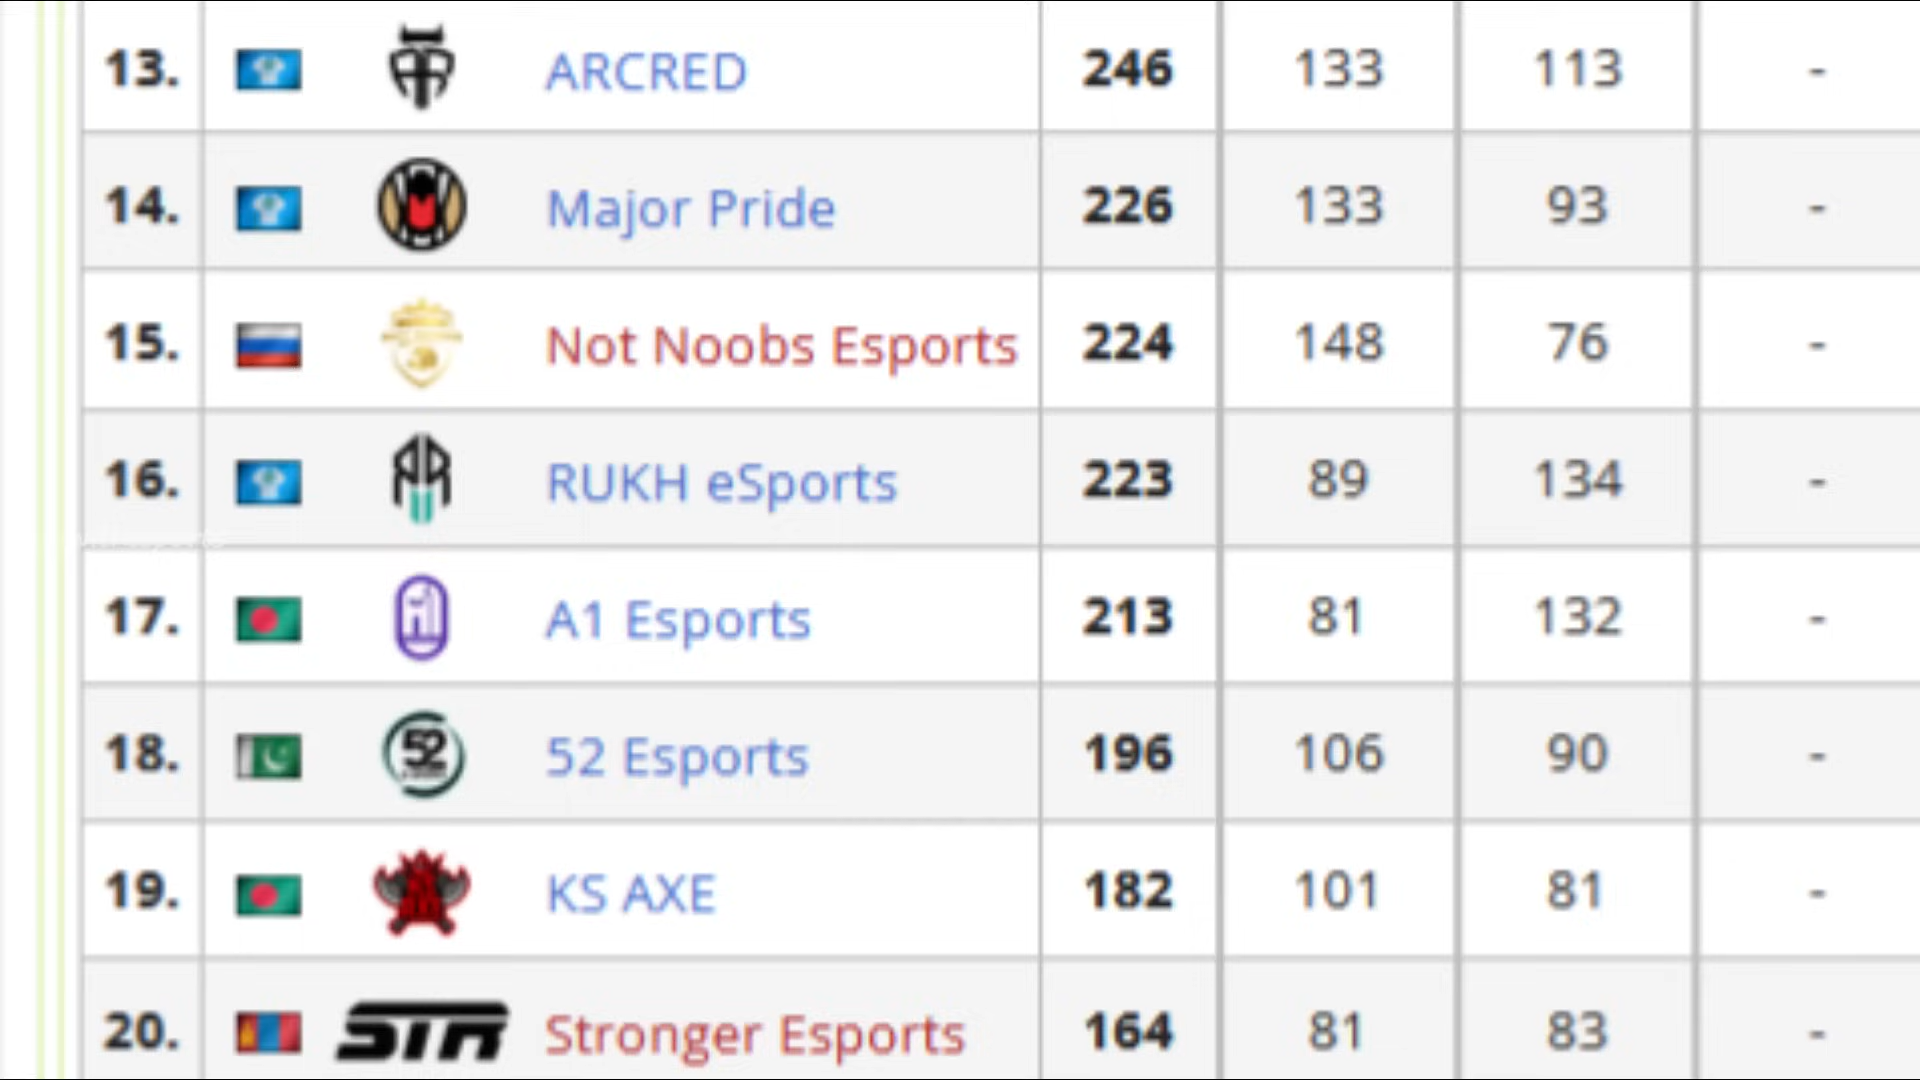 13. ARCRED 246 133 113 -
14. Major Pride 226 133 93 -
15. Not Noobs Esports 224 148 76 -
16. RUKH eSports 223 89 134 -
17. A1 Esports 213 81 132 -
18. 52 52 Esports 196 106 90 -
19. KS AXE 182 101 81 -
20. STR Stronger Esports 164 81 83 -